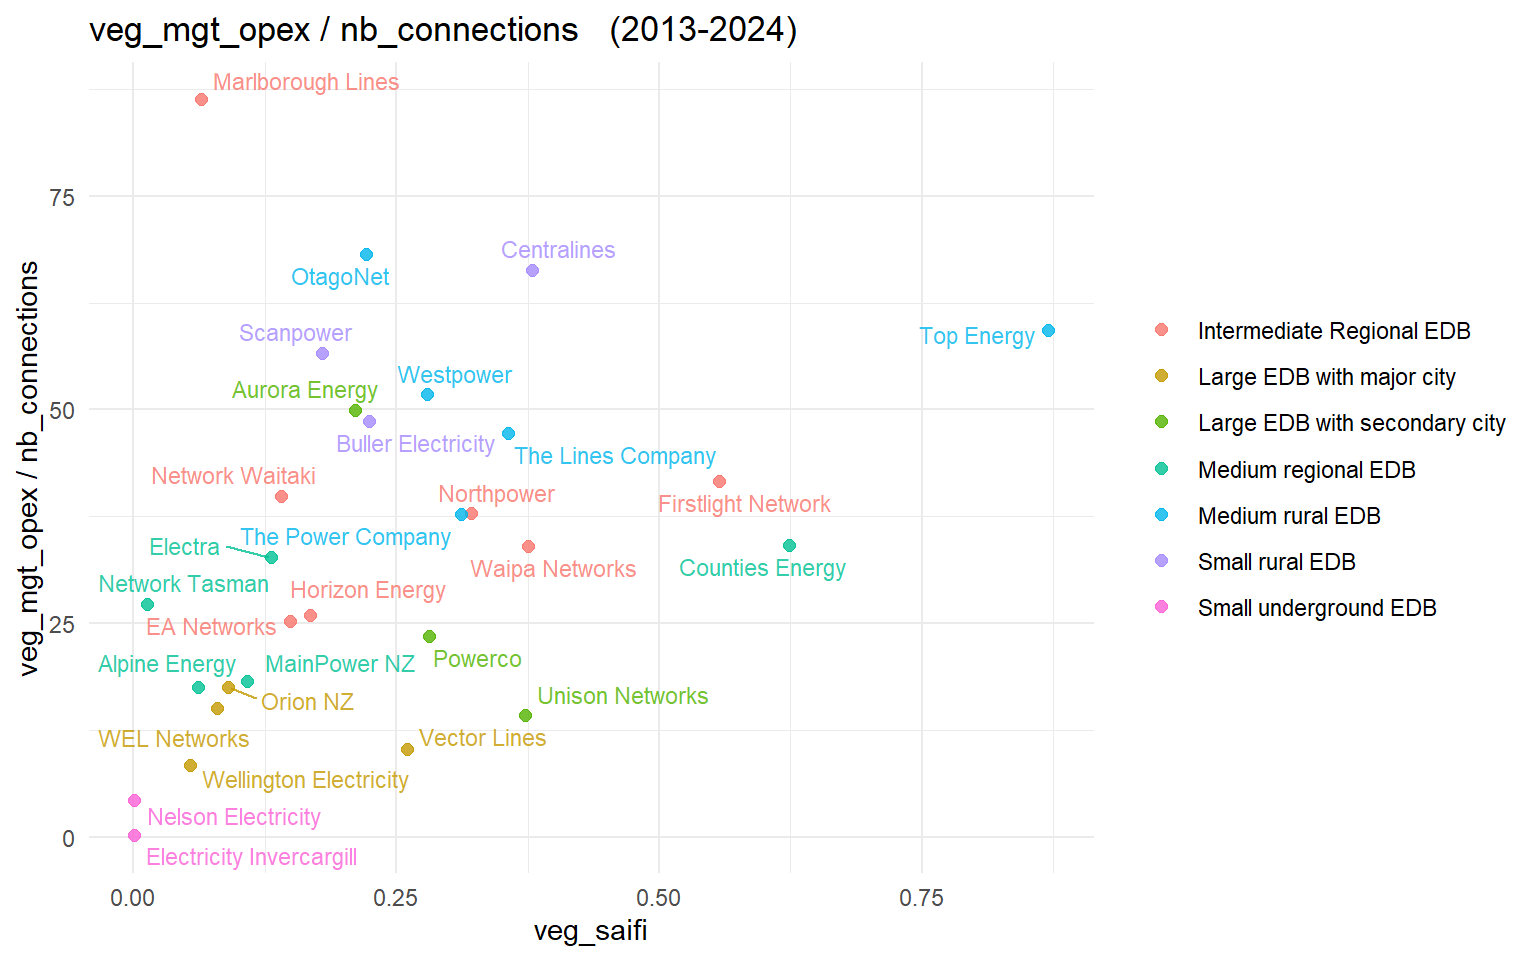 veg_mgt_opex / nb_connections (2013-2024)
Marlborough Lines
75
Centralines
OtagoNet
Scanpower
Top Energy
Westpower
Aurora Energy
50
Buller Electricity
The Lines Company
Network Waitaki
Northpower
Firstlight Network
The Power Company
Electra
Waipa Networks
Counties Energy
Network Tasman
Horizon Energy
25
EA Networks
Powerco
Alpine Energy
MainPower NZ
Orion NZ
Unison Networks
WEL Networks
Vector Lines
Wellington Electricity
Nelson Electricity
0
Electricity Invercargill
0.00
0.25
0.50
0.75
veg_saifi
veg_mgt_opex / nb_connections
Intermediate Regional EDB
Large EDB with major city
Large EDB with secondary city
Medium regional EDB
Medium rural EDB
Small rural EDB
Small underground EDB